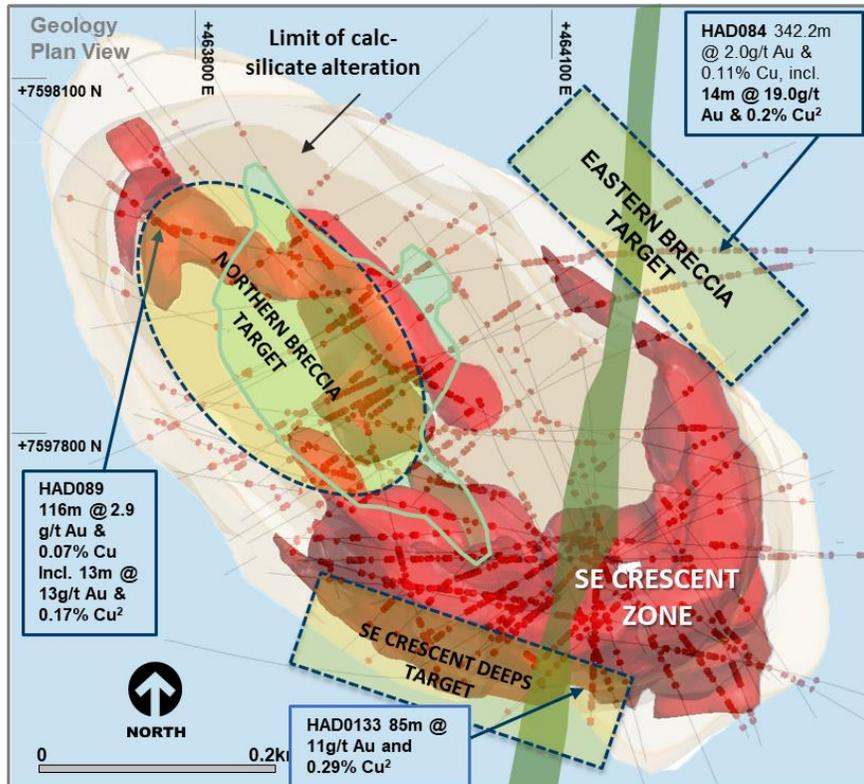 Geology
Plan View
+463800 E
+464100 E
Limit of calc-
silicate alteration
HAD084 342.2m
@ 2.0g/t Au &
0.11% Cu, incl.
14m @ 19.0g/t
Au & 0.2% Cu²
+7598100 N
EASTERN BRECCIA
TARGET
NORTHERN BRECCIA
TARGET
+7597800 N
HAD089
116m @ 2.9
g/t Au &
0.07% Cu
Incl. 13m @
13g/t Au &
0.17% Cu²
SE CRESCENT
ZONE
SE CRESCENT DEEPS
TARGET
NORTH
HAD0133 85m @
11g/t Au and
0.29% Cu²
0 0.2k